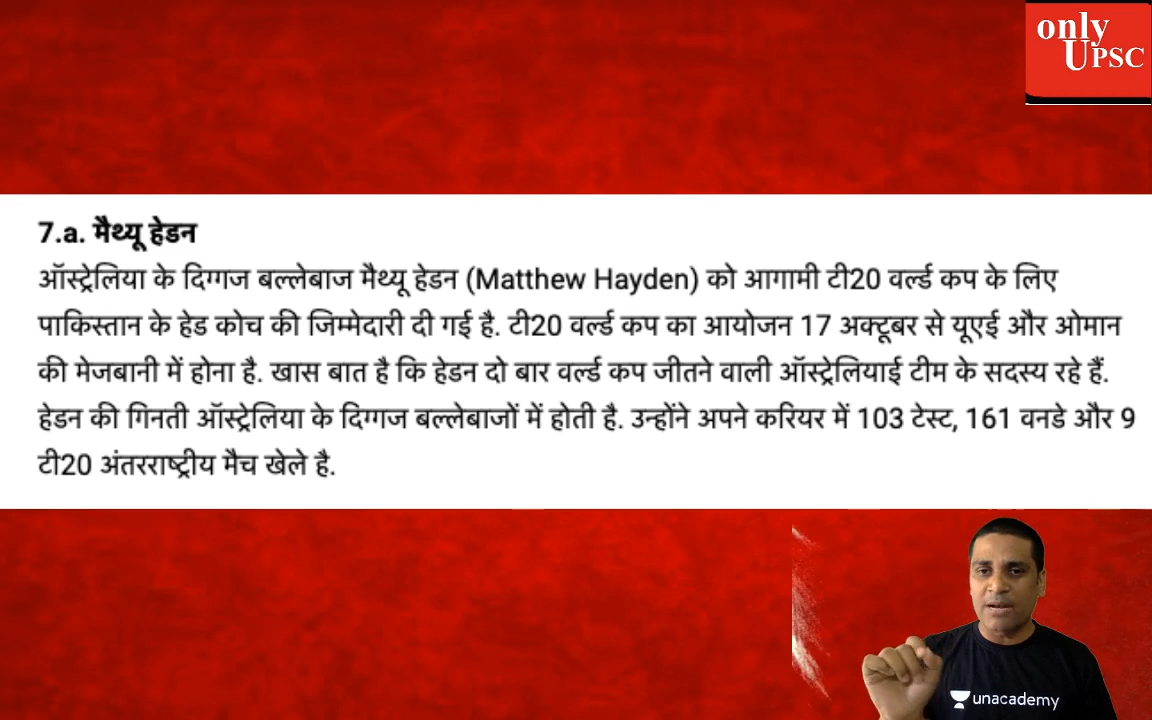 only
UPSC
7.a. मैथ्यू हेडन
ऑस्ट्रेलिया के दिग्गज बल्लेबाज मैथ्यू हेडन (Matthew Hayden) को आगामी टी20 वर्ल्ड कप के लिए
पाकिस्तान के हेड कोच की जिम्मेदारी दी गई है. टी20 वर्ल्ड कप का आयोजन 17 अक्टूबर से यूएई और ओमान
की मेजबानी में होना है. खास बात है कि हेडन दो बार वर्ल्ड कप जीतने वाली ऑस्ट्रेलियाई टीम के सदस्य रहे हैं.
हेडन की गिनती ऑस्ट्रेलिया के दिग्गज बल्लेबाजों में होती है. उन्होंने अपने करियर में 103 टेस्ट, 161 वनडे और 9
टी20 अंतरराष्ट्रीय मैच खेले है.
unacademy